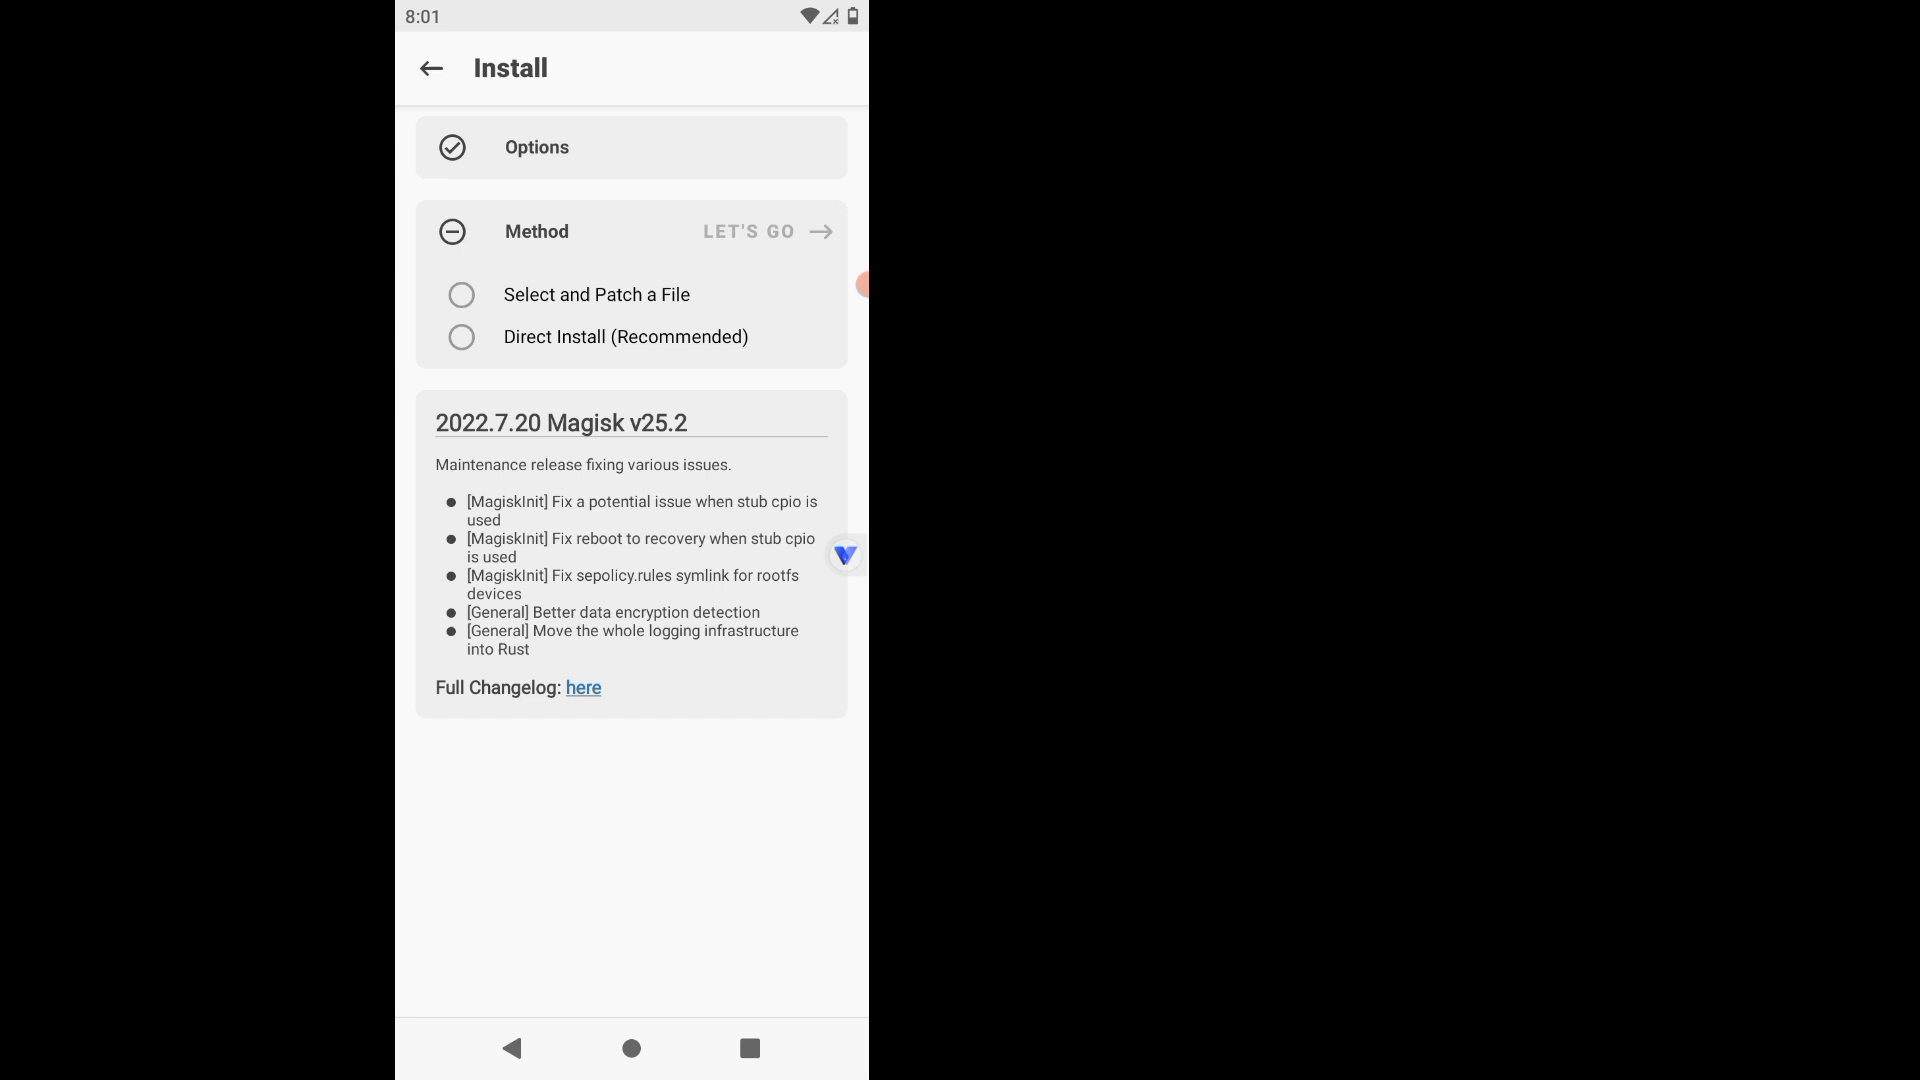 8:01
Install
Options
Method
LET'S GO
Select and Patch a File
Direct Install (Recommended)
2022.7.20 Magisk v25.2
Maintenance release fixing various issues.
[MagiskInit] Fix a potential issue when stub cpio is
used
[MagiskInit] Fix reboot to recovery when stub cpio
is used
[MagiskInit] Fix sepolicy.rules symlink for rootfs
devices
[General] Better data encryption detection
[General] Move the whole logging infrastructure
into Rust
Full Changelog: here